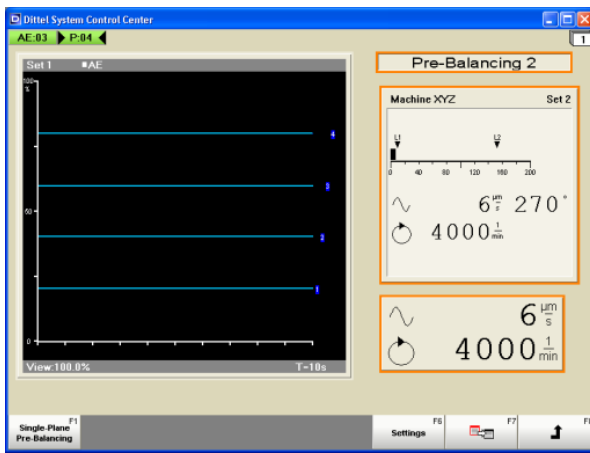 Dittel System Control Center
AE:03 P:04
1
Set 1 ■AE
Pre-Balancing 2
100
%
50
0
4
3
2
1
View:100.0% T-10s
Machine XYZ Set 2
L1 L2
0 40 80 120 160 200
6 µm/s 270°
4000 1/min
6 µm/s
4000 1/min
F1
Single-Plane
Pre-Balancing
F6
Settings
F7